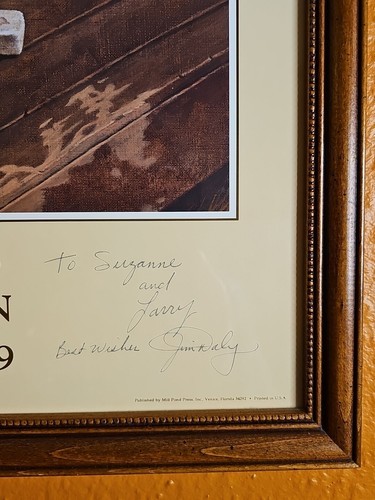 To Suzanne
and
Larry
N
Best Wishes Jim Daly
9
Published by Mill Pond Press, Inc., Venice, Florida 34292 • Printed in U.S.A.